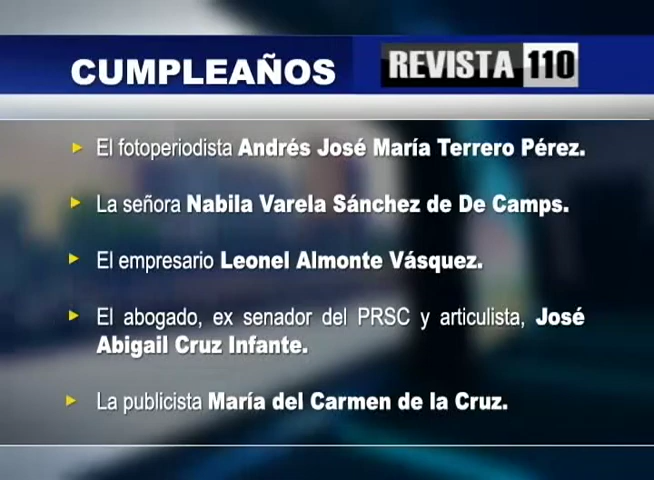 CUMPLEAÑOS
REVISTA 110
El fotoperiodista Andrés José María Terrero Pérez.
La señora Nabila Varela Sánchez de De Camps.
El empresario Leonel Almonte Vásquez.
El abogado, ex senador del PRSC y articulista, José
Abigail Cruz Infante.
La publicista María del Carmen de la Cruz.